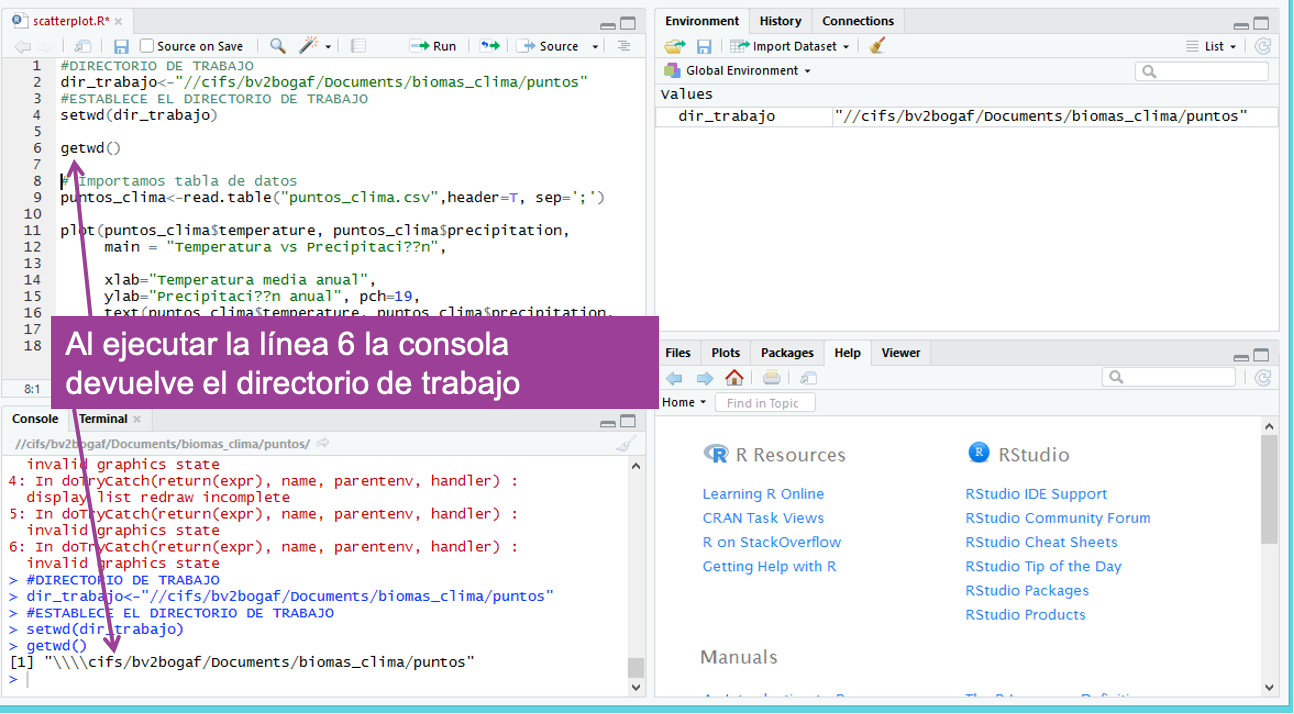 scatterplot.R*
Source on Save
Run
Source
1 #DIRECTORIO DE TRABAJO
2 dir_trabajo<-"//cifs/bv2bogaf/Documents/biomas_clima/puntos"
3 #ESTABLECE EL DIRECTORIO DE TRABAJO
4 setwd(dir_trabajo)
5
6 getwd()
7
8 # Importamos tabla de datos
9 puntos_clima<-read.table("puntos_clima.csv",header=T, sep=';')
10
11 plot(puntos_clima$temperature, puntos_clima$precipitation,
12 main = "Temperatura vs Precipitaci??n",
13
14 xlab="Temperatura media anual",
15 ylab="Precipitaci??n anual", pch=19,
16 text(puntos_clima$temperature, puntos_clima$precipitation,
17
18
8:1
Al ejecutar la línea 6 la consola
devuelve el directorio de trabajo
Console Terminal
//cifs/bv2bogaf/Documents/biomas_clima/puntos/
invalid graphics state
4: In doTryCatch(return(expr), name, parentenv, handler) :
display list redraw incomplete
5: In doTryCatch(return(expr), name, parentenv, handler) :
invalid graphics state
6: In doTryCatch(return(expr), name, parentenv, handler) :
invalid graphics state
> #DIRECTORIO DE TRABAJO
> dir_trabajo<-"//cifs/bv2bogaf/Documents/biomas_clima/puntos"
> #ESTABLECE EL DIRECTORIO DE TRABAJO
> setwd(dir_trabajo)
> getwd()
[1] "\\\\cifs/bv2bogaf/Documents/biomas_clima/puntos"
>
Environment History Connections
Import Dataset
List
Global Environment
Values
dir_trabajo "//cifs/bv2bogaf/Documents/biomas_clima/puntos"
Files Plots Packages Help Viewer
Home Find in Topic
R Resources
Learning R Online
CRAN Task Views
R on StackOverflow
Getting Help with R
RStudio
RStudio IDE Support
RStudio Community Forum
RStudio Cheat Sheets
RStudio Tip of the Day
RStudio Packages
RStudio Products
Manuals